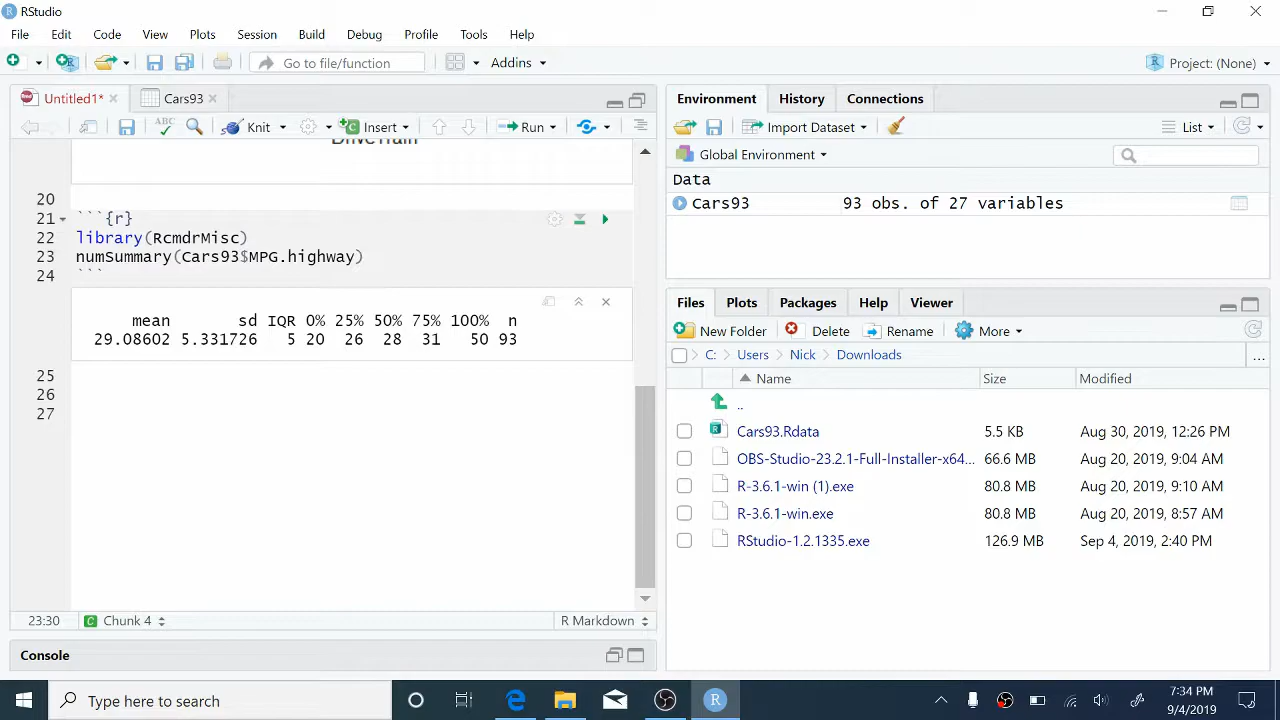 RStudio
File Edit Code View Plots Session Build Debug Profile Tools Help
Go to file/function Addins Project: (None)
Untitled1* Cars93
ABC Knit Insert Run
DriveTrain
20
21 ```{r}
22 library(RcmdrMisc)
23 numSummary(Cars93$MPG.highway)
24 ```
mean sd IQR 0% 25% 50% 75% 100% n
29.08602 5.331726 5 20 26 28 31 50 93
25
26
27
23:30 Chunk 4 R Markdown
Console
Environment History Connections
Import Dataset List
Global Environment
Data
Cars93 93 obs. of 27 variables
Files Plots Packages Help Viewer
New Folder Delete Rename More
C: Users Nick Downloads ...
Name Size Modified
..
Cars93.Rdata 5.5 KB Aug 30, 2019, 12:26 PM
OBS-Studio-23.2.1-Full-Installer-x64... 66.6 MB Aug 20, 2019, 9:04 AM
R-3.6.1-win (1).exe 80.8 MB Aug 20, 2019, 9:10 AM
R-3.6.1-win.exe 80.8 MB Aug 20, 2019, 8:57 AM
RStudio-1.2.1335.exe 126.9 MB Sep 4, 2019, 2:40 PM
Type here to search
7:34 PM
9/4/2019